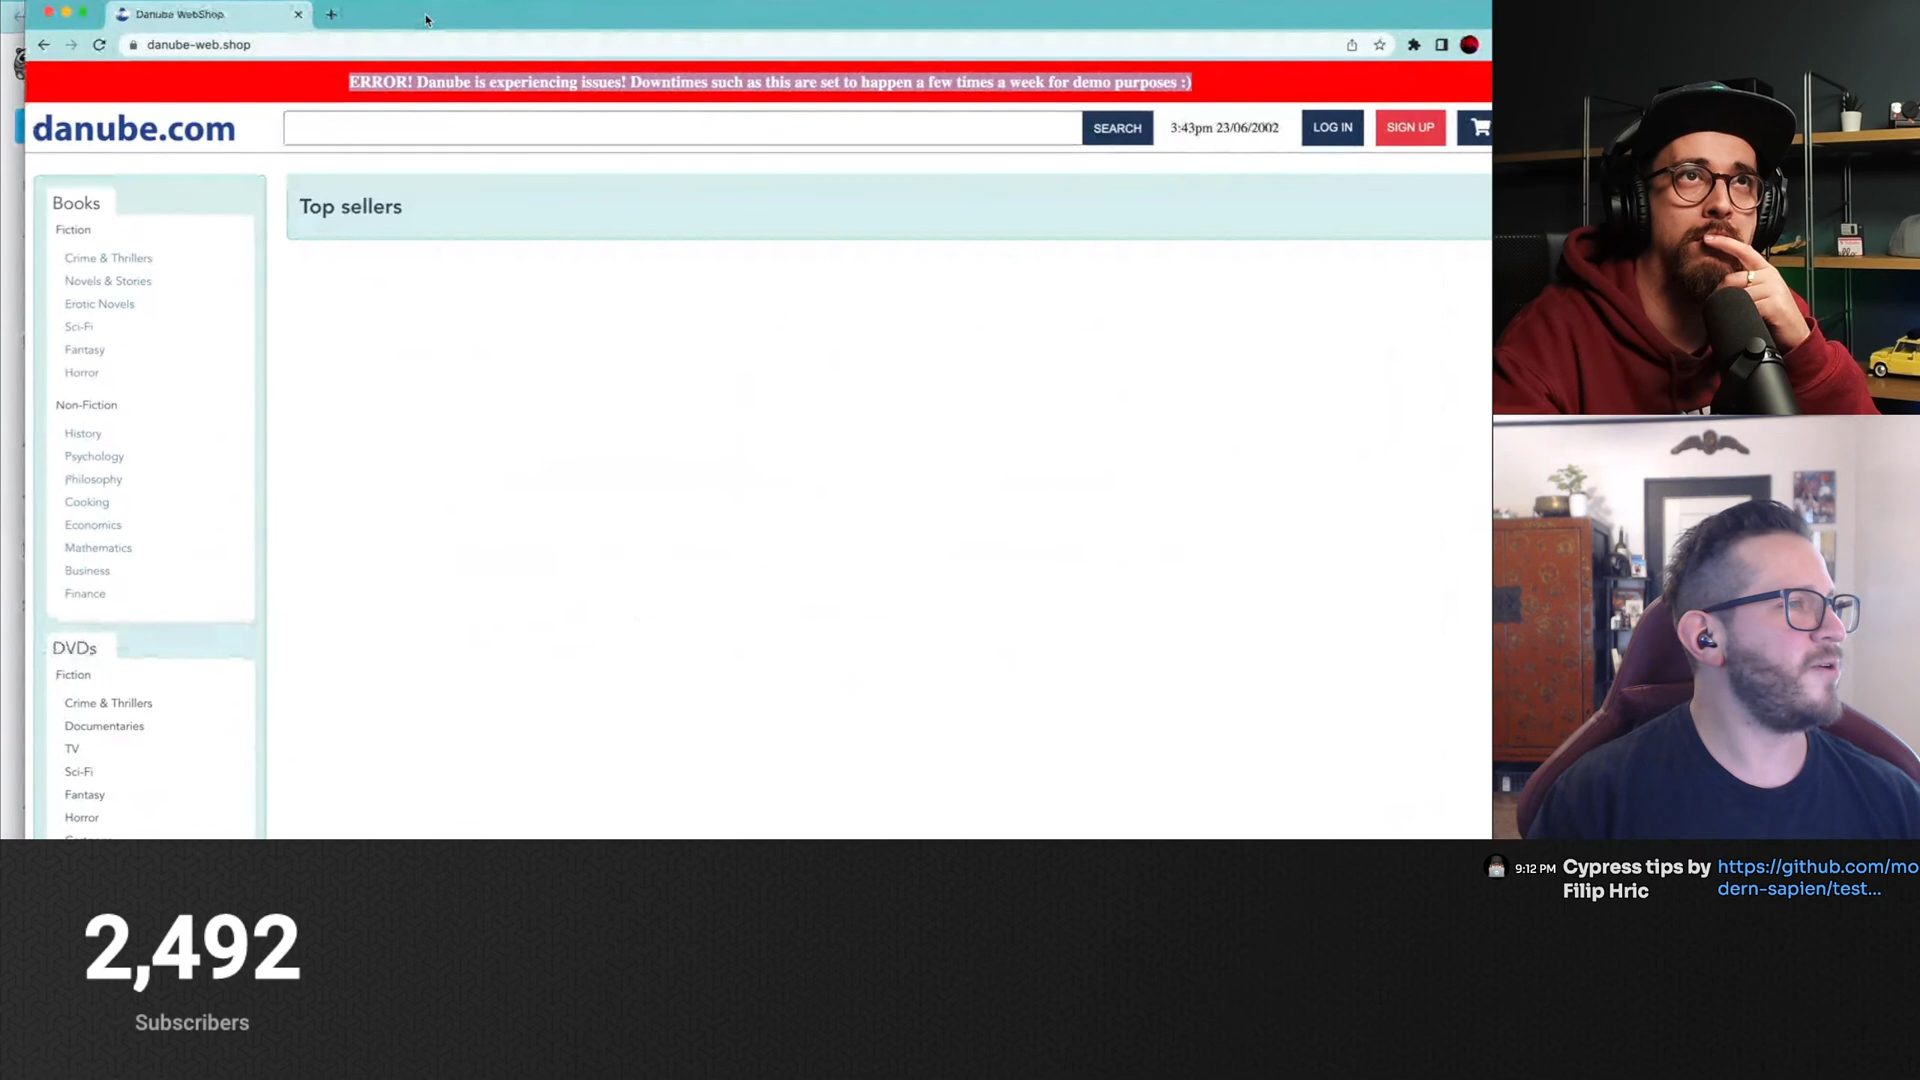 Danube WebShop
danube-web.shop
ERROR! Danube is experiencing issues! Downtimes such as this are set to happen a few times a week for demo purposes :)
danube.com
SEARCH
3:43pm 23/06/2002
LOG IN
SIGN UP
Books
Fiction
Crime & Thrillers
Novels & Stories
Erotic Novels
Sci-Fi
Fantasy
Horror
Non-Fiction
History
Psychology
Philosophy
Cooking
Economics
Mathematics
Business
Finance
DVDs
Fiction
Crime & Thrillers
Documentaries
TV
Sci-Fi
Fantasy
Horror
Top sellers
9:12 PM Cypress tips by
Filip Hric
https://github.com/mo
dern-sapien/test...
2,492
Subscribers